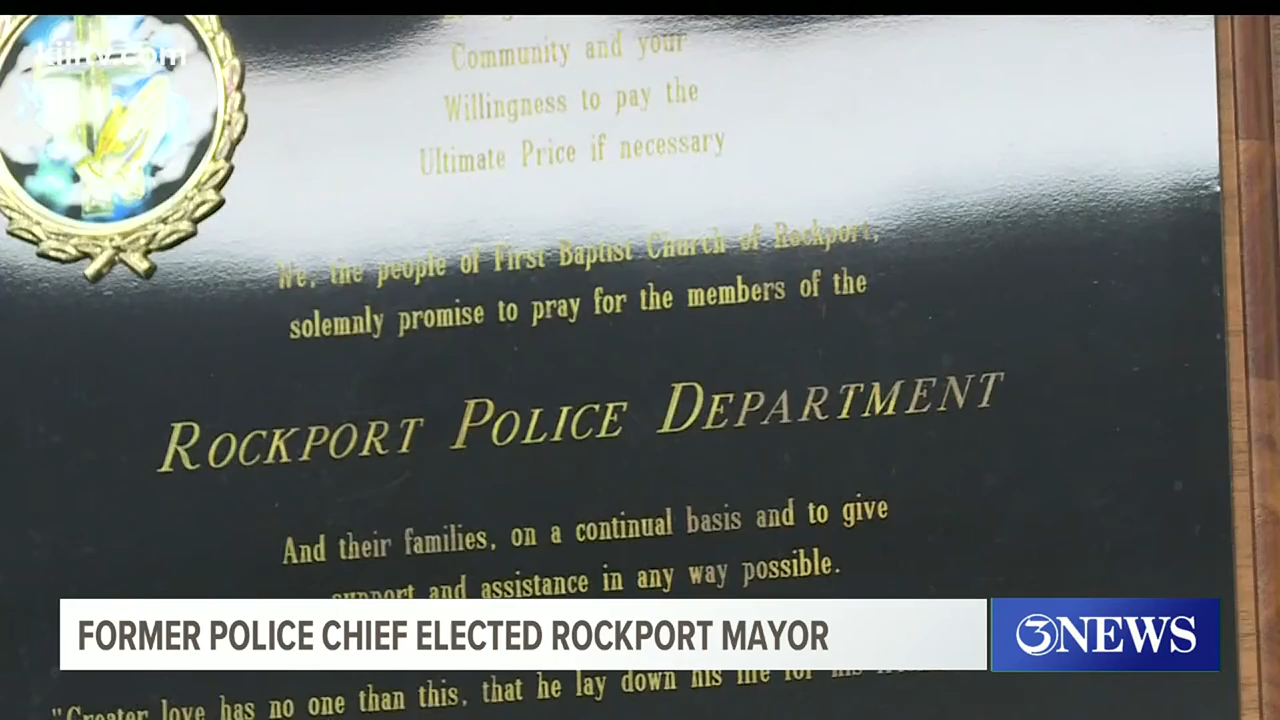 kiiitv.com
Community and your
Willingness to pay the
Ultimate Price if necessary
We, the people of First Baptist Church of Rockport,
solemnly promise to pray for the members of the
ROCKPORT POLICE DEPARTMENT
And their families, on a continual basis and to give
support and assistance in any way possible.
FORMER POLICE CHIEF ELECTED ROCKPORT MAYOR
3NEWS
"Greater love has no one than this, that he lay down his life for his